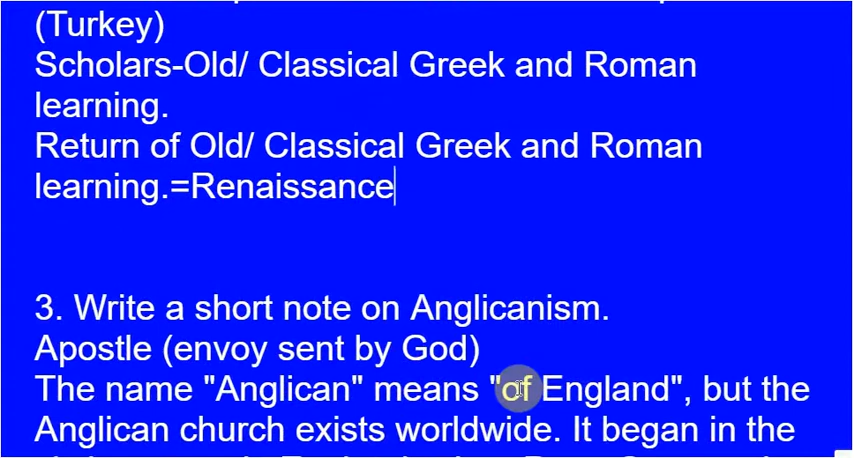 (Turkey)
Scholars-Old/ Classical Greek and Roman
learning.
Return of Old/ Classical Greek and Roman
learning.=Renaissance
3. Write a short note on Anglicanism.
Apostle (envoy sent by God)
The name "Anglican" means "of England", but the
Anglican church exists worldwide. It began in the